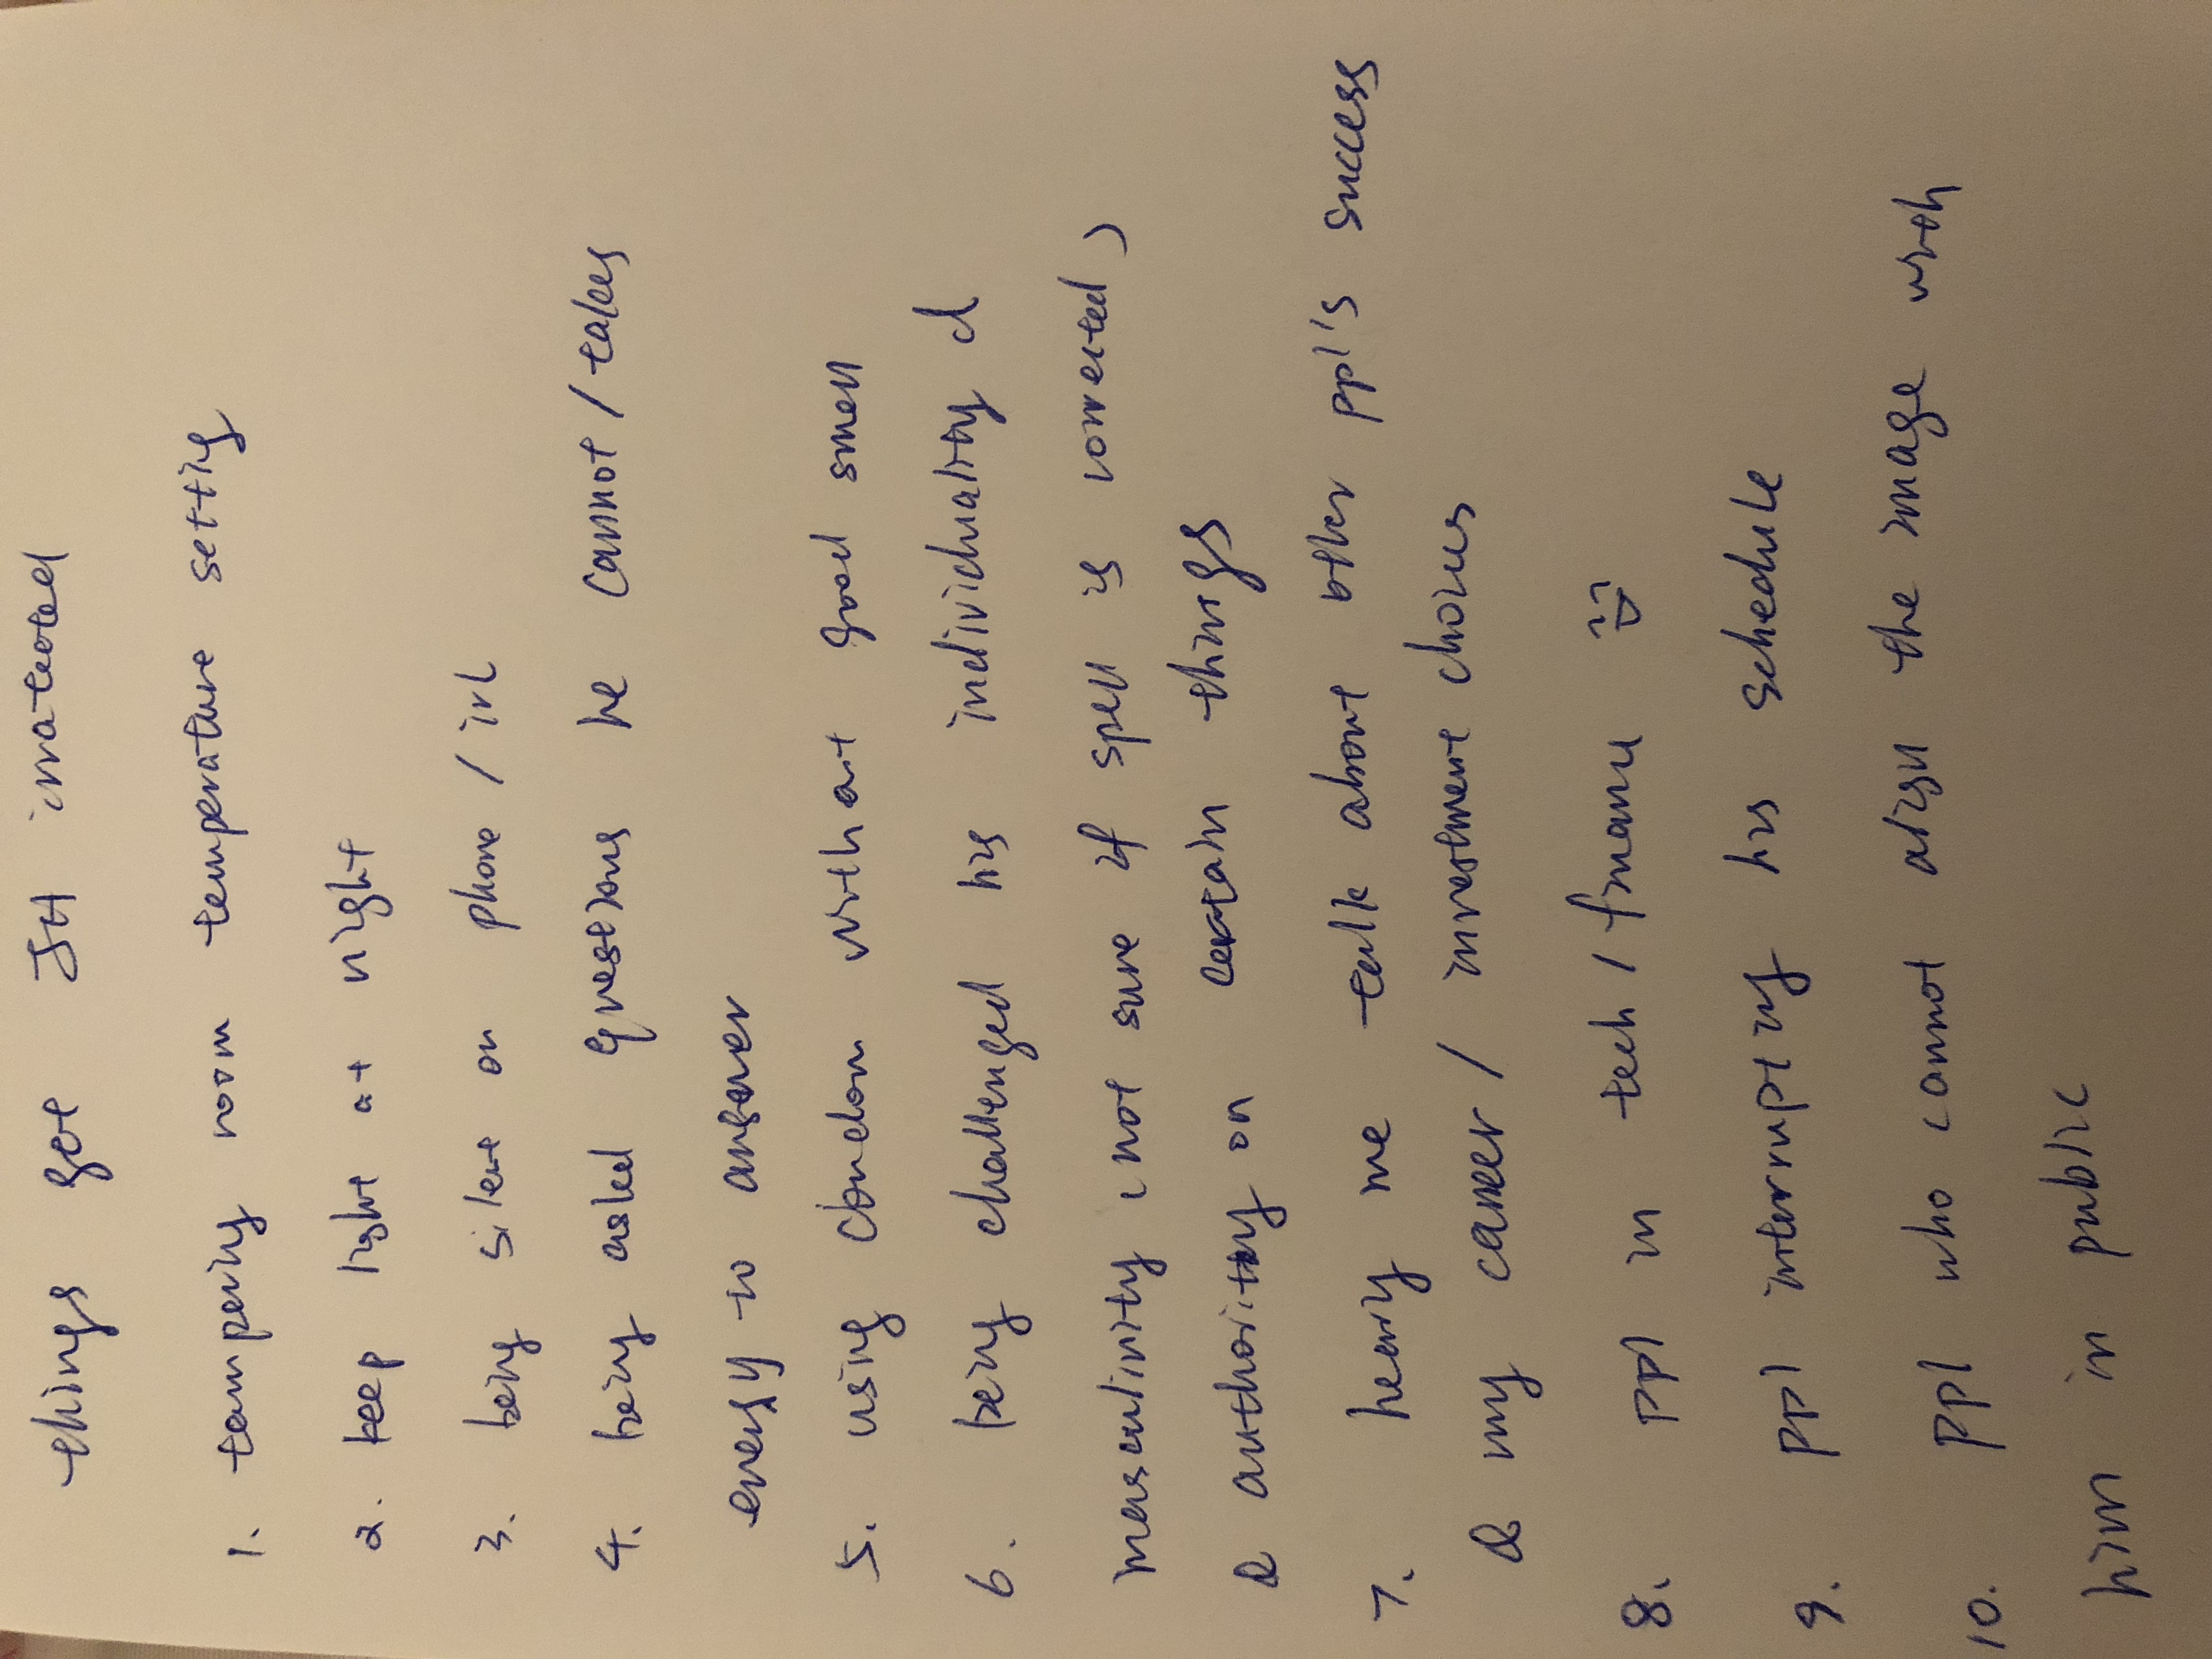 things get JH irratated
1. tampering room temperature setting
2. keep light at night
3. being silent on phone / irl
4. being asked questions he cannot / takes
energy to answer
5. using condom without good smell
6. being challenged his individuality &
masculinity (not sure if spell is corrected)
& authority on certain things
7. hearing me talk about other ppl's success
& my career / investment choices
8. ppl in tech / finance
9. ppl interrupting his schedule
10. ppl who cannot align the image with
him in public